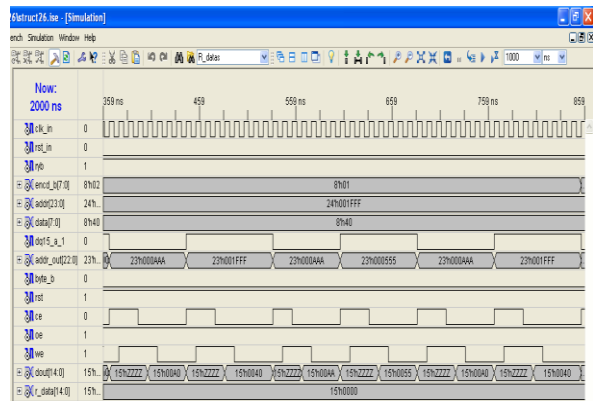 26\struct26.ise - [Simulation]
ench Simulation Window Help
R_datas 1000 ns
Now:
2000 ns
359 ns 459 559 ns 659 759 ns 859
clk_in 0
rst_in 0
ryb 1
encd_b[7:0] 8'h02 8'h01
addr[23:0] 24'h... 24'h001FFF
data[7:0] 8'h40 8'h40
dq15_a_1 0
addr_out[22:0] 23'h... 23'h000AAA 23'h001FFF 23'h000AAA 23'h000555 23'h000AAA 23'h001FFF
byte_b 0
rst 1
ce 0
oe 1
we 1
dout[14:0] 15'h... 15'hZZZZ 15'h00A0 15'hZZZZ 15'h0040 15'hZZZZ 15'h00AA 15'hZZZZ 15'h0055 15'hZZZZ 15'h00A0 15'hZZZZ 15'h0040
r_data[14:0] 15'h... 15'h0000